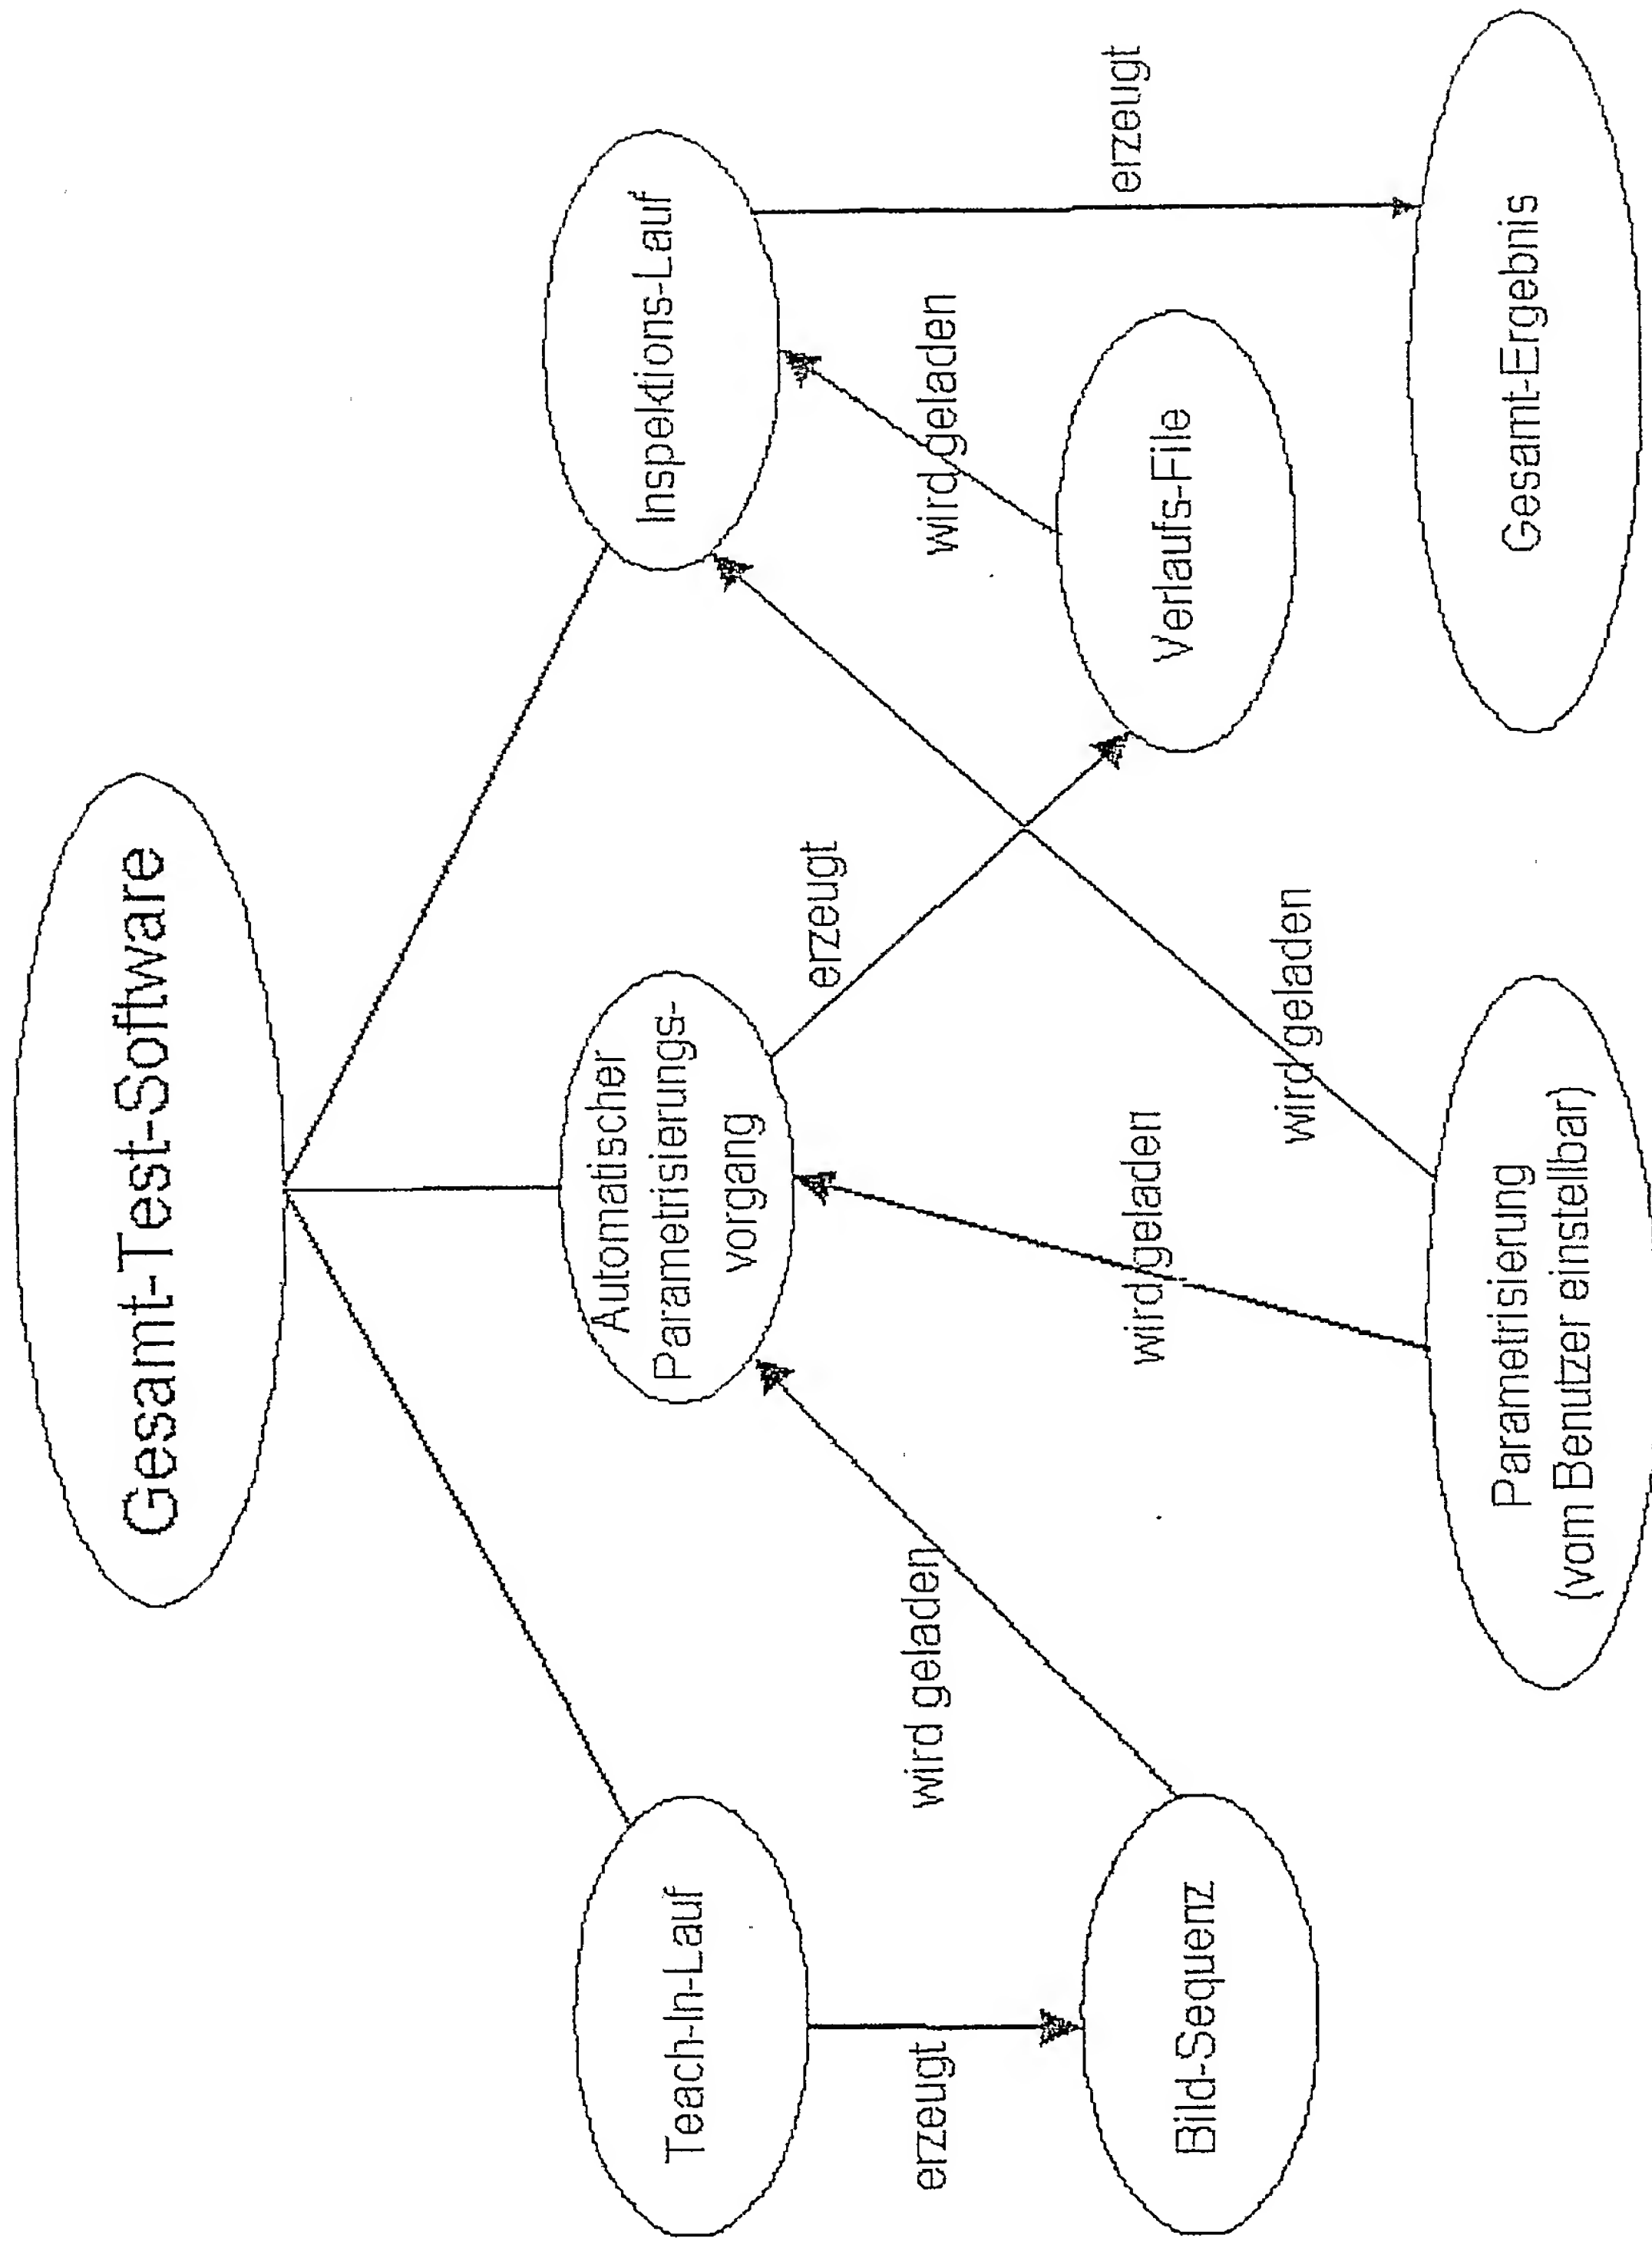 Gesamt-Test-Software
Teach-In-Lauf
Automatischer
Parametrisierungs-
vorgang
Inspektions-Lauf
erzeugt
wird geladen
erzeugt
wird geladen
erzeugt
wird geladen
wird geladen
Bild-Sequenz
Verlaufs-File
Parametrisierung
(vom Benutzer einstellbar)
Gesamt-Ergebnis